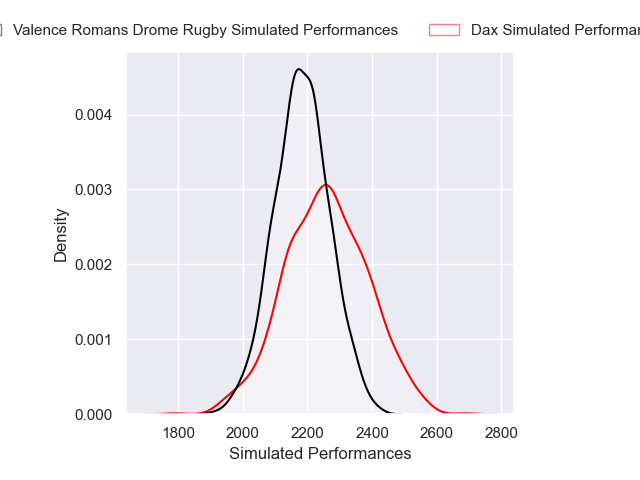 Valence Romans Drome Rugby Simulated Performances
Dax Simulated
0.004
0.003
0.002
0.001
0.000
Density
1800 2000 2200 2400 2600 2800
Simulated Performances